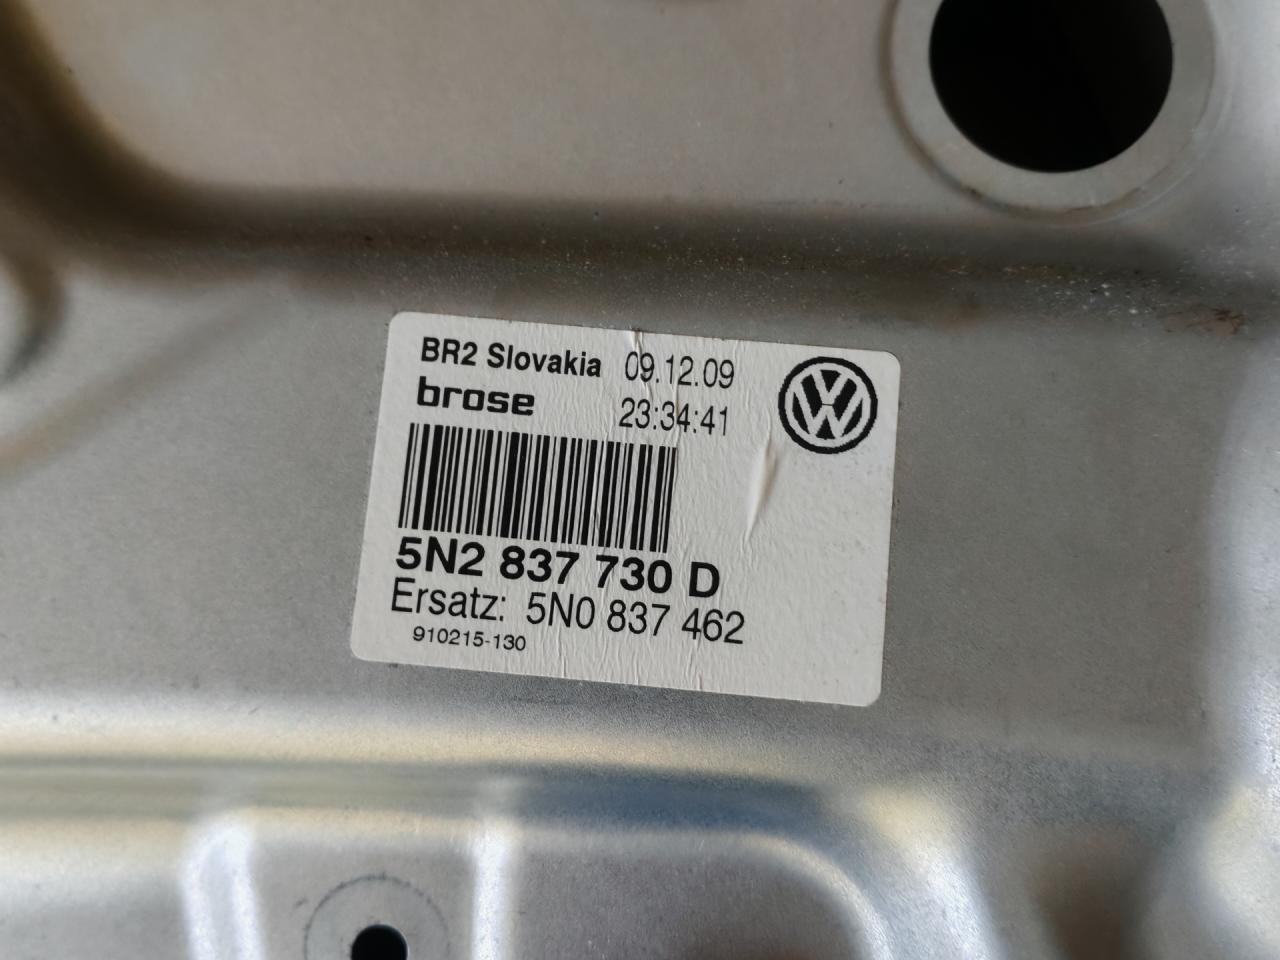 BR2 Slovakia 09.12.09
brose 23:34:41
5N2 837 730 D
Ersatz: 5N0 837 462
910215-130